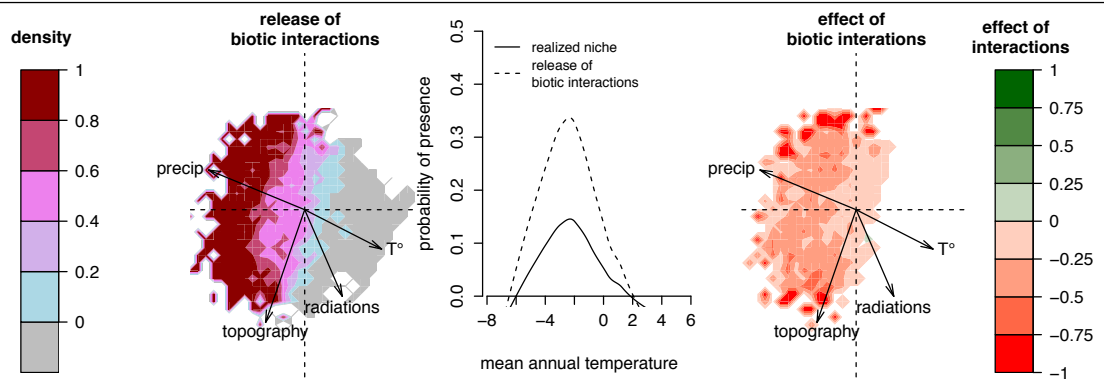 density
1
0.8
0.6
0.4
0.2
0
release of
biotic interactions
precip
T°
radiations
topography
probability of presence
0.5
0.4
0.3
0.2
0.1
0.0
realized niche
release of
biotic interactions
−8
−4
0
2
4
6
mean annual temperature
effect of
biotic interations
precip
T°
radiations
topography
effect of
interactions
1
0.75
0.5
0.25
0
−0.25
−0.5
−0.75
−1